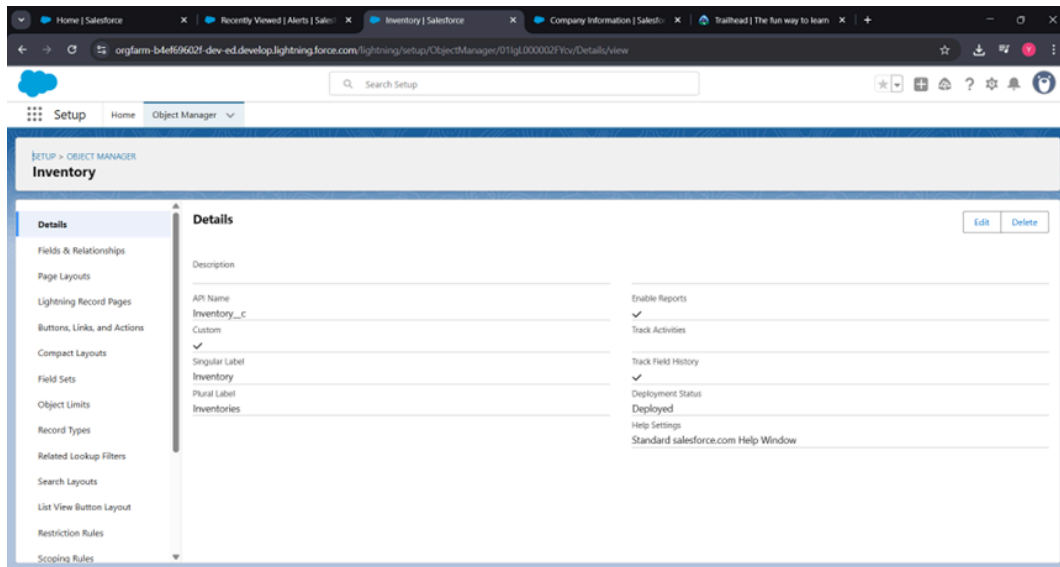 Home | Salesforce
Recently Viewed | Alerts | Sales
Inventory | Salesforce
Company Information | Salesfo
Trailhead | The fun way to learn
orgfarm-b4ef69602f-dev-ed.develop.lightning.force.com/lightning/setup/ObjectManager/01IgL000002FYcv/Details/view
Search Setup
Setup
Home
Object Manager
SETUP > OBJECT MANAGER
Inventory
Details
Fields & Relationships
Page Layouts
Lightning Record Pages
Buttons, Links, and Actions
Compact Layouts
Field Sets
Object Limits
Record Types
Related Lookup Filters
Search Layouts
List View Button Layout
Restriction Rules
Scoping Rules
Details
Edit
Delete
Description
API Name
Inventory__c
Custom
Singular Label
Inventory
Plural Label
Inventories
Enable Reports
Track Activities
Track Field History
Deployment Status
Deployed
Help Settings
Standard salesforce.com Help Window